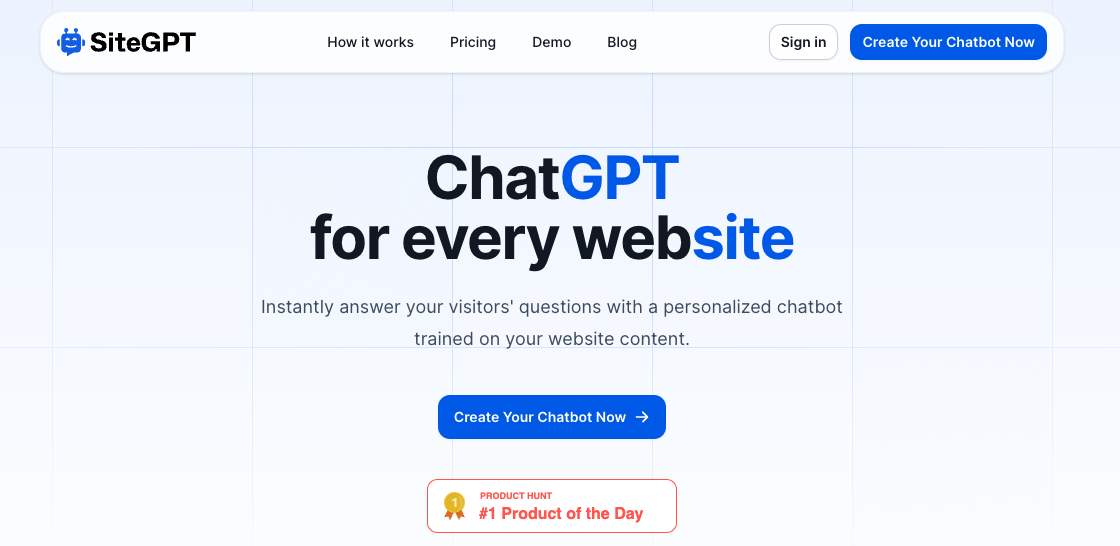 SiteGPT
How it works
Pricing
Demo
Blog
Sign in
Create Your Chatbot Now
ChatGPT
for every website
Instantly answer your visitors' questions with a personalized chatbot
trained on your website content.
Create Your Chatbot Now →
1
PRODUCT HUNT
#1 Product of the Day